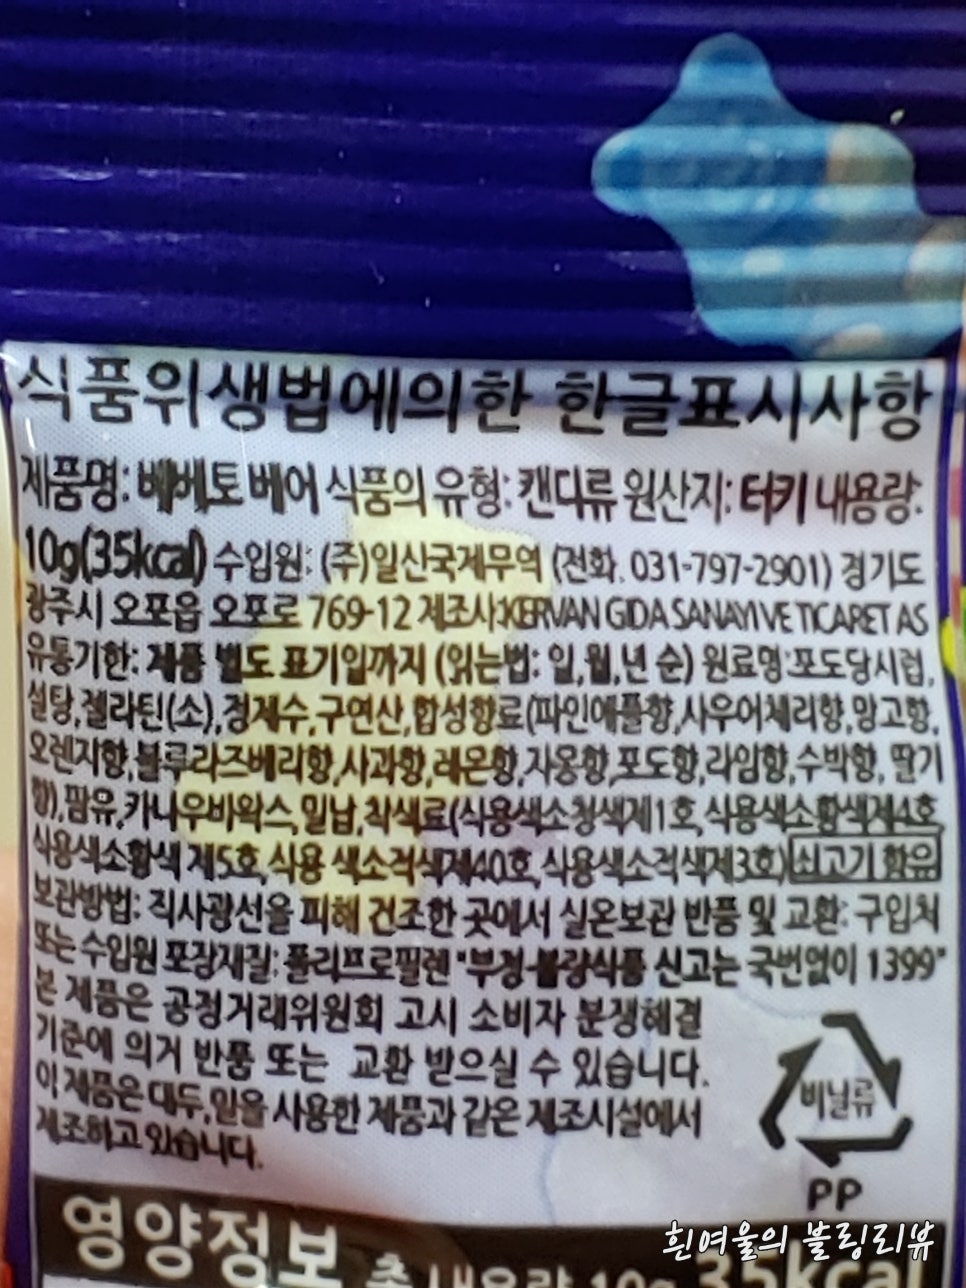 식품위생법에의한 한글표시사항
제품명: 베베토 베어 식품의 유형: 캔디류 원산지: 터키 내용량:
10g(35kcal) 수입원: (주)일산국제무역 (전화. 031-797-2901) 경기도
광주시 오포읍 오포로 769-12 제조사:KERVAN GIDA SANAYI VE TICARET AS
유통기한: 제품 별도 표기일까지 (읽는법: 일,월,년 순) 원료명:포도당시럽,
설탕,젤라틴(소),정제수,구연산,합성향료(파인애플향,사우어체리향,망고향,
오렌지향,블루라즈베리향,사과향,레몬향,자몽향,포도향,라임향,수박향, 딸기
향),팜유,카나우바왁스,밀납,착색료(식용색소청색제1호,식용색소황색제4호,
식용색소황색 제5호,식용 색소적색제40호,식용색소적색제3호) 쇠고기 함유
보관방법: 직사광선을 피해 건조한 곳에서 실온보관 반품 및 교환: 구입처
또는 수입원 포장재질: 폴리프로필렌 "부정·불량식품 신고는 국번없이 1399"
본 제품은 공정거래위원회 고시 소비자 분쟁해결
기준에 의거 반품 또는 교환 받으실 수 있습니다.
이 제품은 대두,밀을 사용한 제품과 같은 제조시설에서
제조하고 있습니다.
비닐류
PP
영양정보 총 내용량 10g 35kcal
흰여울의 블링리뷰